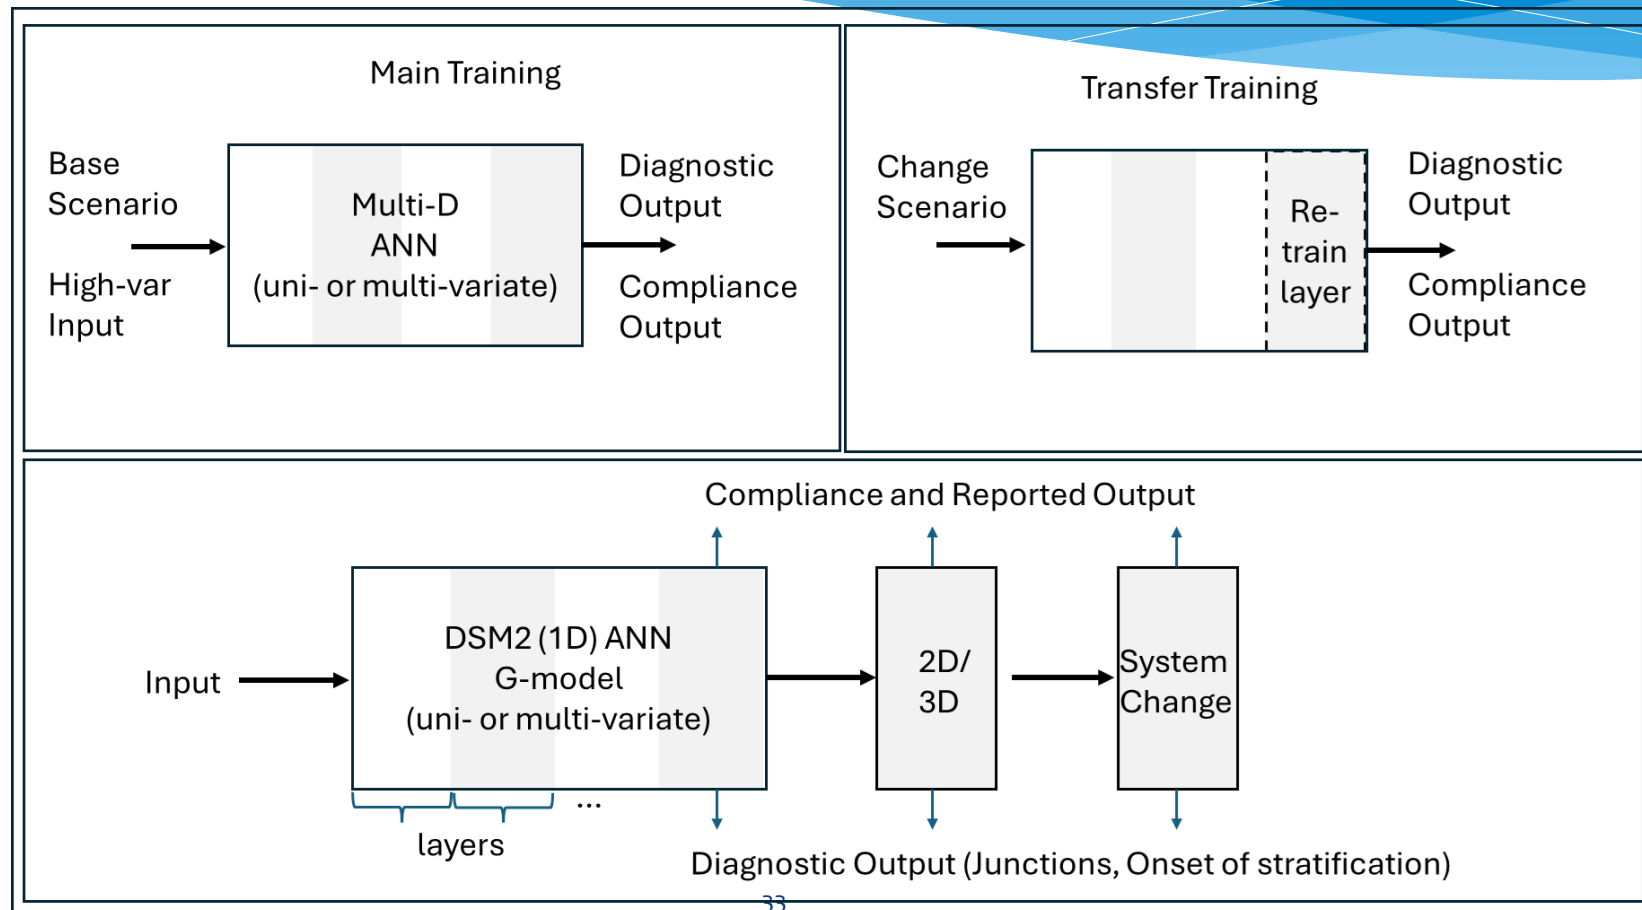 Main Training
Base
Scenario
High-var
Input
Multi-D
ANN
(uni- or multi-variate)
Diagnostic
Output
Compliance
Output
Transfer Training
Change
Scenario
Re-
train
layer
Diagnostic
Output
Compliance
Output
Compliance and Reported Output
Input
DSM2 (1D) ANN
G-model
(uni- or multi-variate)
2D/
3D
System
Change
...
layers
Diagnostic Output (Junctions, Onset of stratification)
33